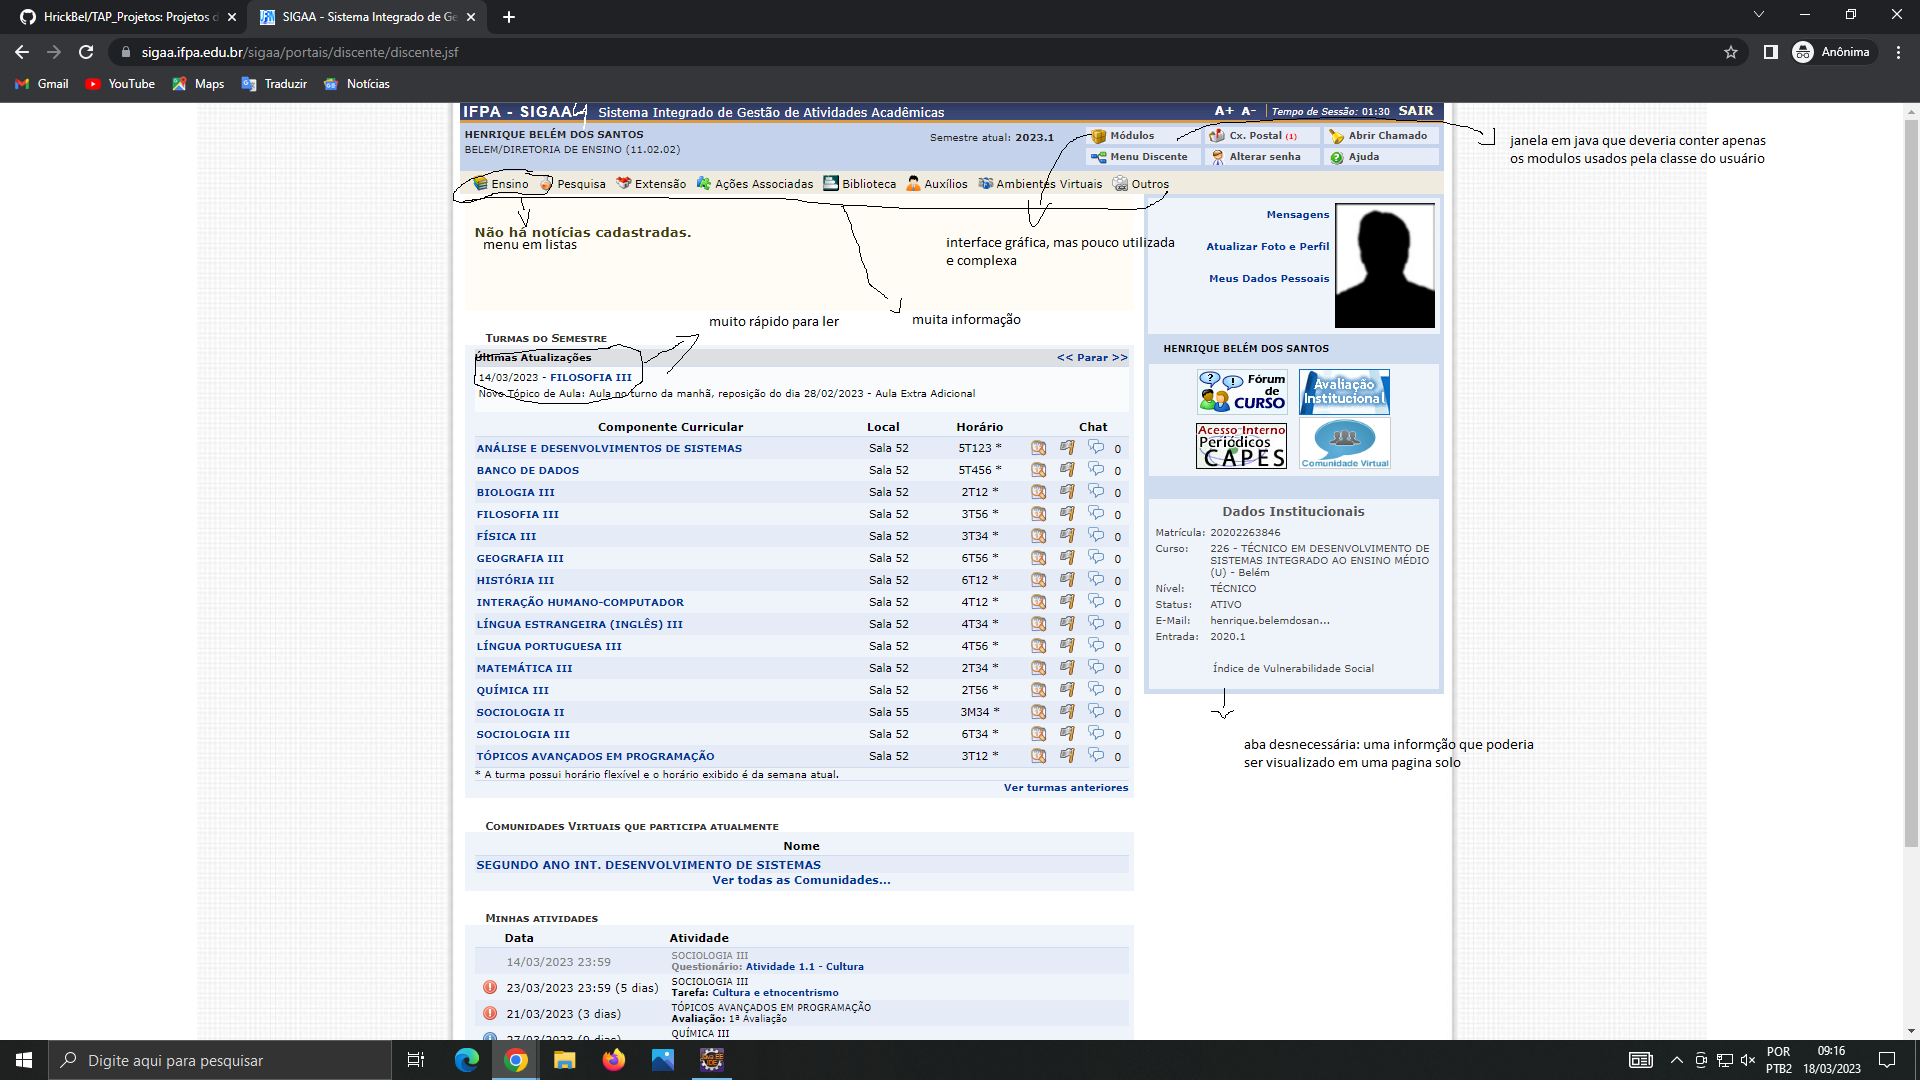 HrickBel/TAP_Projetos: Projetos d
SIGAA - Sistema Integrado de Ge
sigaa.ifpa.edu.br/sigaa/portais/discente/discente.jsf
Anônima
Gmail YouTube Maps Traduzir Notícias
IFPA - SIGAA Sistema Integrado de Gestão de Atividades Acadêmicas A+ A- Tempo de Sessão: 01:30 SAIR
HENRIQUE BELÉM DOS SANTOS
BELEM/DIRETORIA DE ENSINO (11.02.02)
Semestre atual: 2023.1
Módulos Cx. Postal (1) Abrir Chamado
Menu Discente Alterar senha Ajuda
janela em java que deveria conter apenas
os modulos usados pela classe do usuário
Ensino Pesquisa Extensão Ações Associadas Biblioteca Auxílios Ambientes Virtuais Outros
Não há notícias cadastradas.
menu em listas
interface gráfica, mas pouco utilizada
e complexa
muito rápido para ler
muita informação
Mensagens
Atualizar Foto e Perfil
Meus Dados Pessoais
TURMAS DO SEMESTRE
Últimas Atualizações << Parar >>
14/03/2023 - FILOSOFIA III
Novo Tópico de Aula: Aula no turno da manhã, reposição do dia 28/02/2023 - Aula Extra Adicional
Componente Curricular Local Horário Chat
ANÁLISE E DESENVOLVIMENTOS DE SISTEMAS Sala 52 5T123 * 0
BANCO DE DADOS Sala 52 5T456 * 0
BIOLOGIA III Sala 52 2T12 * 0
FILOSOFIA III Sala 52 3T56 * 0
FÍSICA III Sala 52 3T34 * 0
GEOGRAFIA III Sala 52 6T56 * 0
HISTÓRIA III Sala 52 6T12 * 0
INTERAÇÃO HUMANO-COMPUTADOR Sala 52 4T12 * 0
LÍNGUA ESTRANGEIRA (INGLÊS) III Sala 52 4T34 * 0
LÍNGUA PORTUGUESA III Sala 52 4T56 * 0
MATEMÁTICA III Sala 52 2T34 * 0
QUÍMICA III Sala 52 2T56 * 0
SOCIOLOGIA II Sala 55 3M34 * 0
SOCIOLOGIA III Sala 52 6T34 * 0
TÓPICOS AVANÇADOS EM PROGRAMAÇÃO Sala 52 3T12 * 0
* A turma possui horário flexível e o horário exibido é da semana atual.
Ver turmas anteriores
HENRIQUE BELÉM DOS SANTOS
Fórum de CURSO
Avaliação Institucional
Acesso Interno Periódicos CAPES
Comunidade Virtual
Dados Institucionais
Matrícula: 20202263846
Curso: 226 - TÉCNICO EM DESENVOLVIMENTO DE
SISTEMAS INTEGRADO AO ENSINO MÉDIO
(U) - Belém
Nível: TÉCNICO
Status: ATIVO
E-Mail: henrique.belemdosan...
Entrada: 2020.1
Índice de Vulnerabilidade Social
aba desnecessária: uma informção que poderia
ser visualizado em uma pagina solo
COMUNIDADES VIRTUAIS QUE PARTICIPA ATUALMENTE
Nome
SEGUNDO ANO INT. DESENVOLVIMENTO DE SISTEMAS
Ver todas as Comunidades...
MINHAS ATIVIDADES
Data Atividade
14/03/2023 23:59 SOCIOLOGIA III
Questionário: Atividade 1.1 - Cultura
23/03/2023 23:59 (5 dias) SOCIOLOGIA III
Tarefa: Cultura e etnocentrismo
21/03/2023 (3 dias) TÓPICOS AVANÇADOS EM PROGRAMAÇÃO
Avaliação: 1ª Avaliação
27/03/2023 (9 dias) QUÍMICA III
Digite aqui para pesquisar
POR
PTB2
09:16
18/03/2023